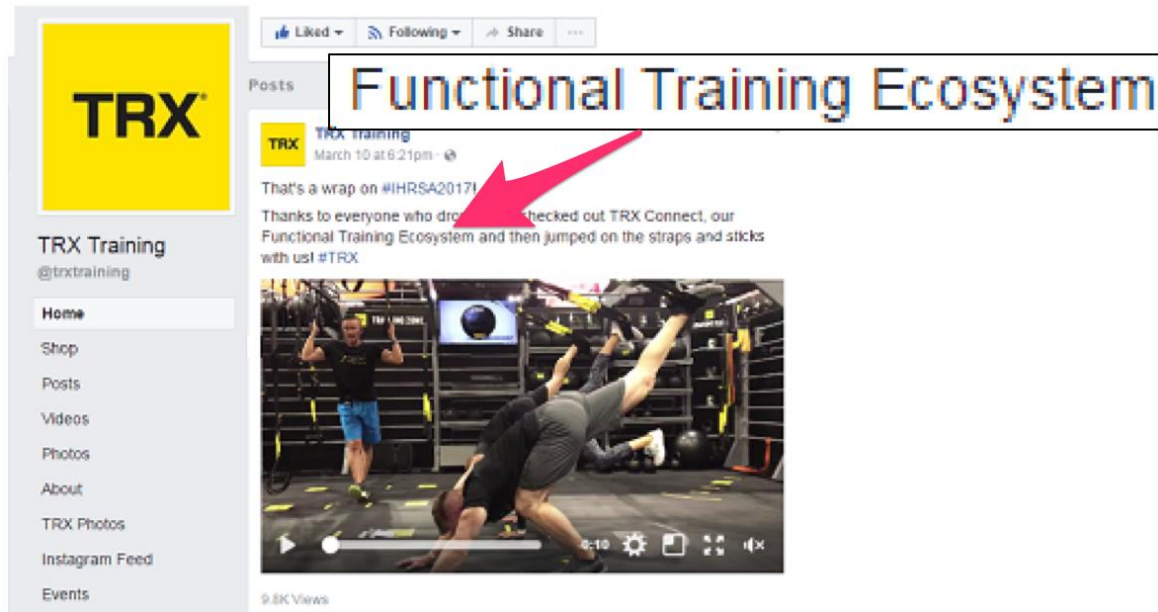 TRX
Liked
Following
Share
Posts
Functional Training Ecosystem
TRX
TRX Training
March 10 at 6:21pm
That's a wrap on #IHRSA2017!
Thanks to everyone who checked out TRX Connect, our
Functional Training Ecosystem and then jumped on the straps and sticks
with us! #TRX
TRX Training
@trxtraining
Home
Shop
Posts
Videos
Photos
About
TRX Photos
Instagram Feed
Events
0:10
9.8K Views